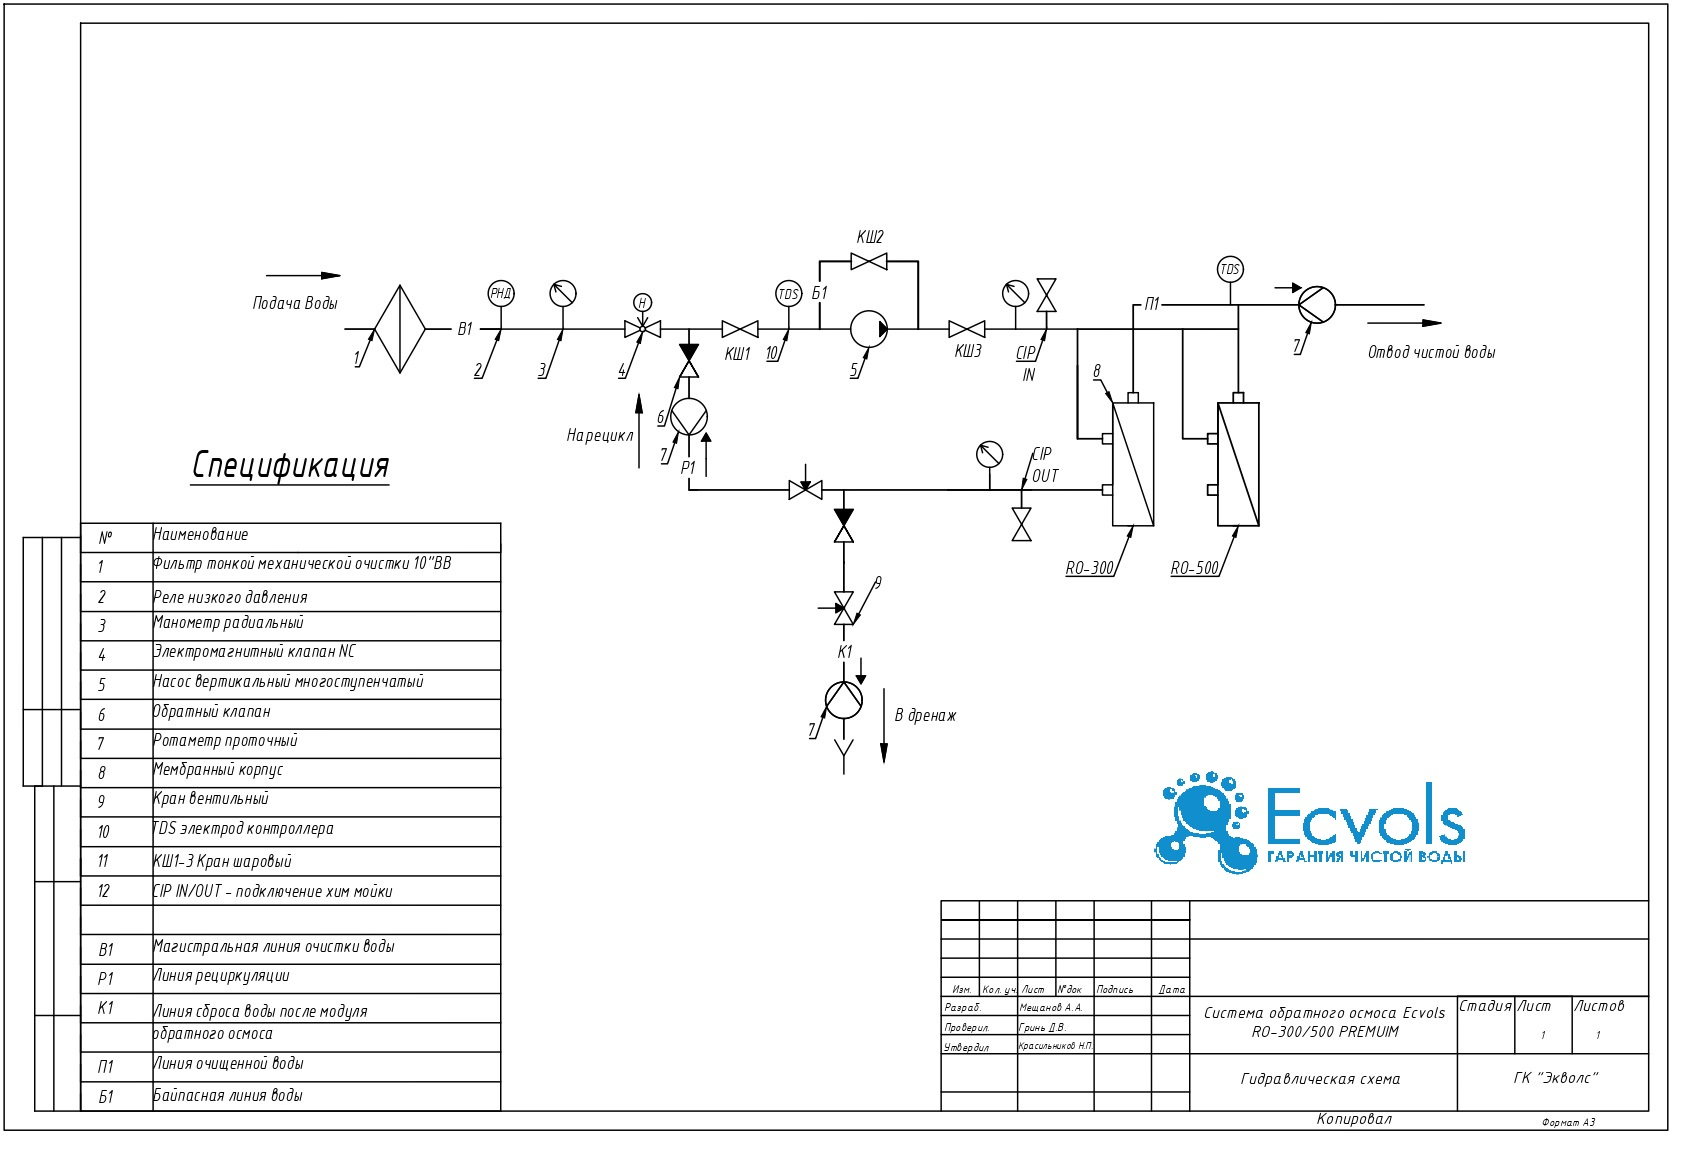 КШ2
Подача Воды
РНД
Н
TDS
Б1
TDS
П1
В1
1
2
3
4
КШ1
10
5
КШ3
CIP
IN
7
Отвод чистой воды
8
6
На рецикл
7
Р1
CIP
OUT
RO-300
RO-500
9
К1
7
В дренаж
Спецификация
№ Наименование
1 Фильтр тонкой механической очистки 10"ВВ
2 Реле низкого давления
3 Манометр радиальный
4 Электромагнитный клапан NC
5 Насос вертикальный многоступенчатый
6 Обратный клапан
7 Ротаметр проточный
8 Мембранный корпус
9 Кран вентильный
10 TDS электрод контроллера
11 КШ1-3 Кран шаровый
12 CIP IN/OUT - подключение хим мойки
В1 Магистральная линия очистки воды
Р1 Линия рециркуляции
К1 Линия сброса воды после модуля
обратного осмоса
П1 Линия очищенной воды
Б1 Байпасная линия воды
Ecvols
ГАРАНТИЯ ЧИСТОЙ ВОДЫ
Изм. Кол. уч. Лист №док Подпись Дата
Разраб. Мещанов А.А.
Проверил. Гринь Д.В.
Утвердил Красильников Н.П.
Система обратного осмоса Ecvols
RO-300/500 PREMUIM
Стадия Лист Листов
1 1
Гидравлическая схема
ГК "Экволс"
Копировал
Формат А3